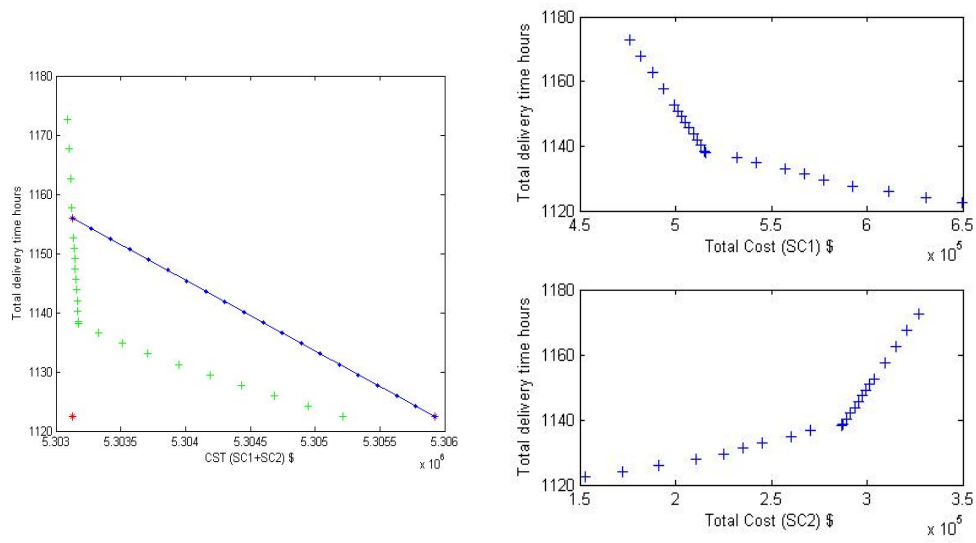 1180
1170
1160
1150
1140
1130
1120
Total delivery time hours
5.303 5.3035 5.304 5.3045 5.305 5.3055 5.306
CST (SC1+SC2) $
x 10^6
1180
1160
1140
1120
Total delivery time hours
4.5 5 5.5 6 6.5
Total Cost (SC1) $
x 10^5
1180
1160
1140
1120
Total delivery time hours
1.5 2 2.5 3 3.5
Total Cost (SC2) $
x 10^5